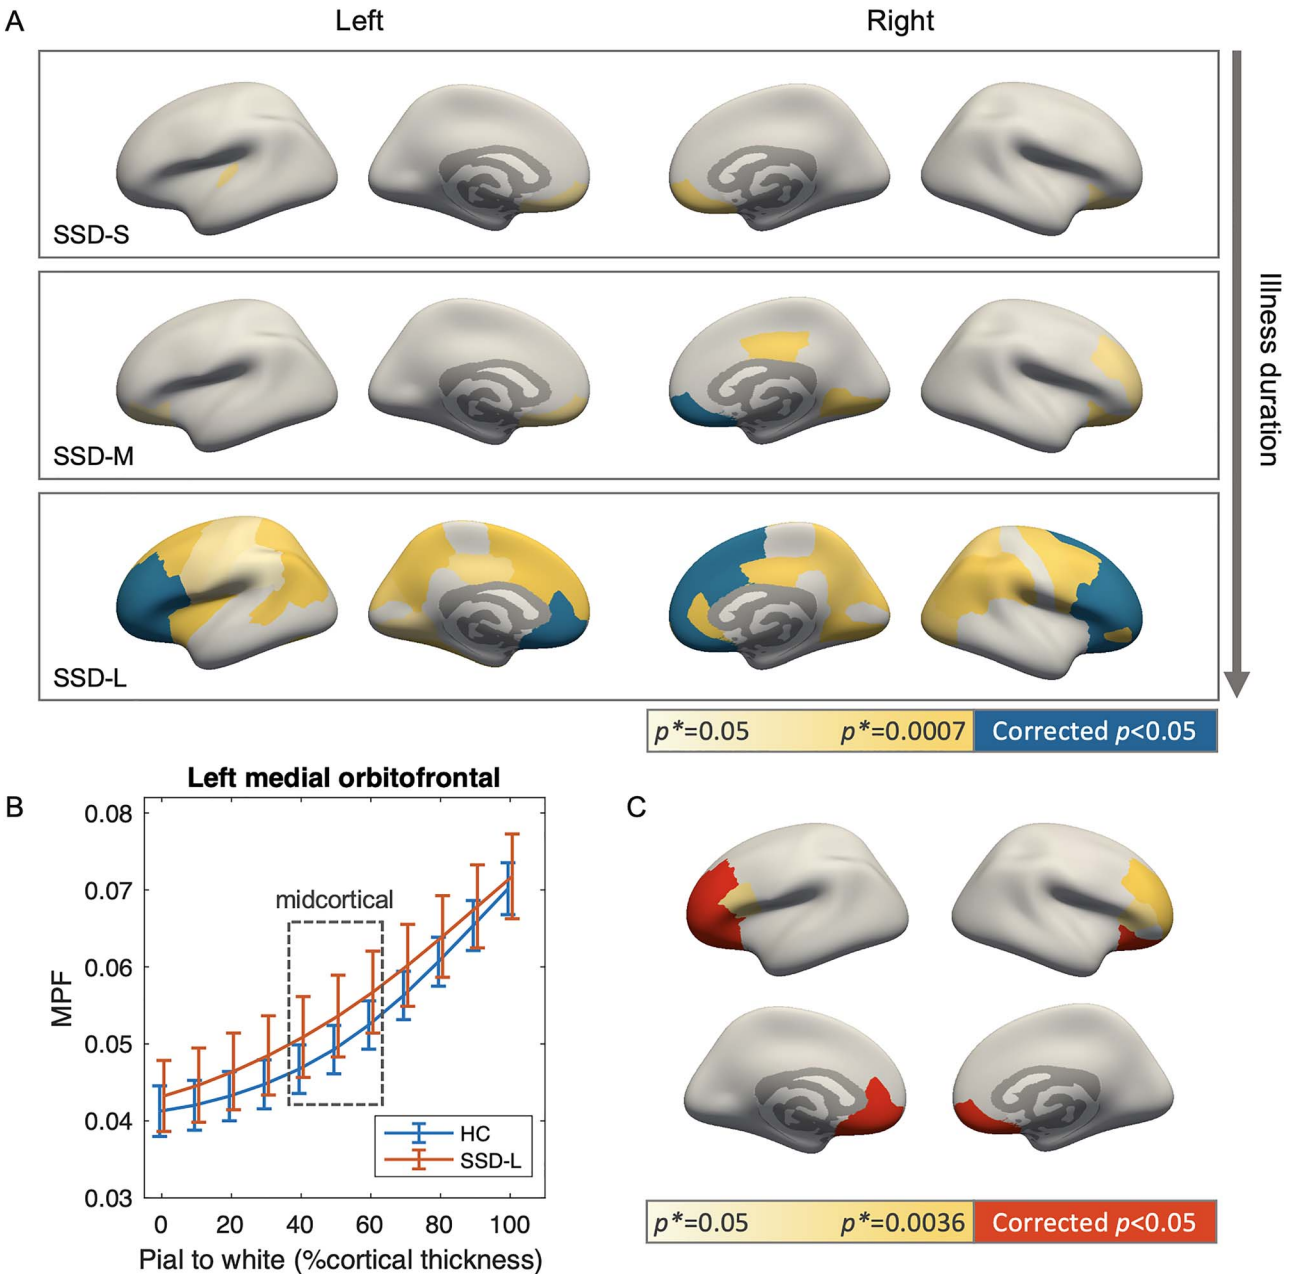 A
Left
Right
SSD-S
SSD-M
SSD-L
Illness duration
p*=0.05
p*=0.0007
Corrected p<0.05
B
Left medial orbitofrontal
MPF
0.08
0.07
0.06
0.05
0.04
0.03
midcortical
HC
SSD-L
0
20
40
60
80
100
Pial to white (%cortical thickness)
C
p*=0.05
p*=0.0036
Corrected p<0.05